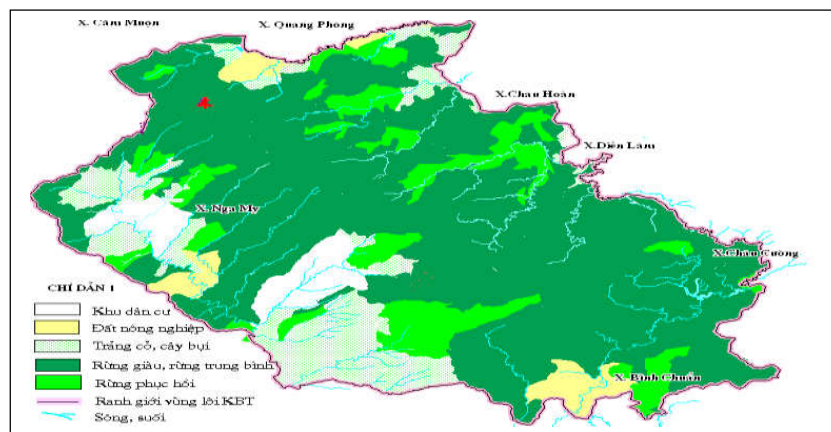 X. Cắm Muộn
X. Quang Phong
X.Châu Hoàn
X.Diên Lãm
X. Nga My
X.Châu Cường
CHỈ DẪN 1
Khu dân cư
Đất nông nghiệp
Trảng cỏ, cây bụi
Rừng giàu, rừng trung bình
Rừng phục hồi
X. Bình Chuẩn
Ranh giới vùng lõi KBT
Sông, suối